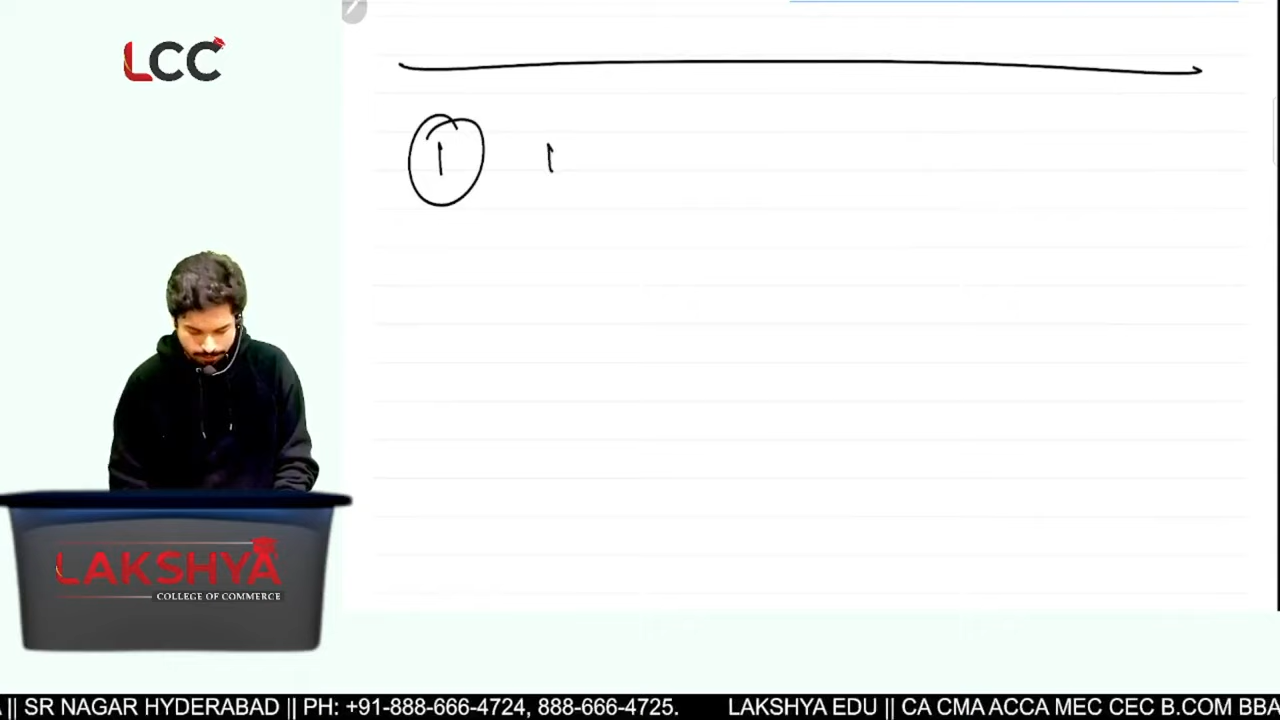 LCC
1 1
LAKSHYA
COLLEGE OF COMMERCE
|| SR NAGAR HYDERABAD || PH: +91-888-666-4724, 888-666-4725. LAKSHYA EDU || CA CMA ACCA MEC CEC B.COM BBA